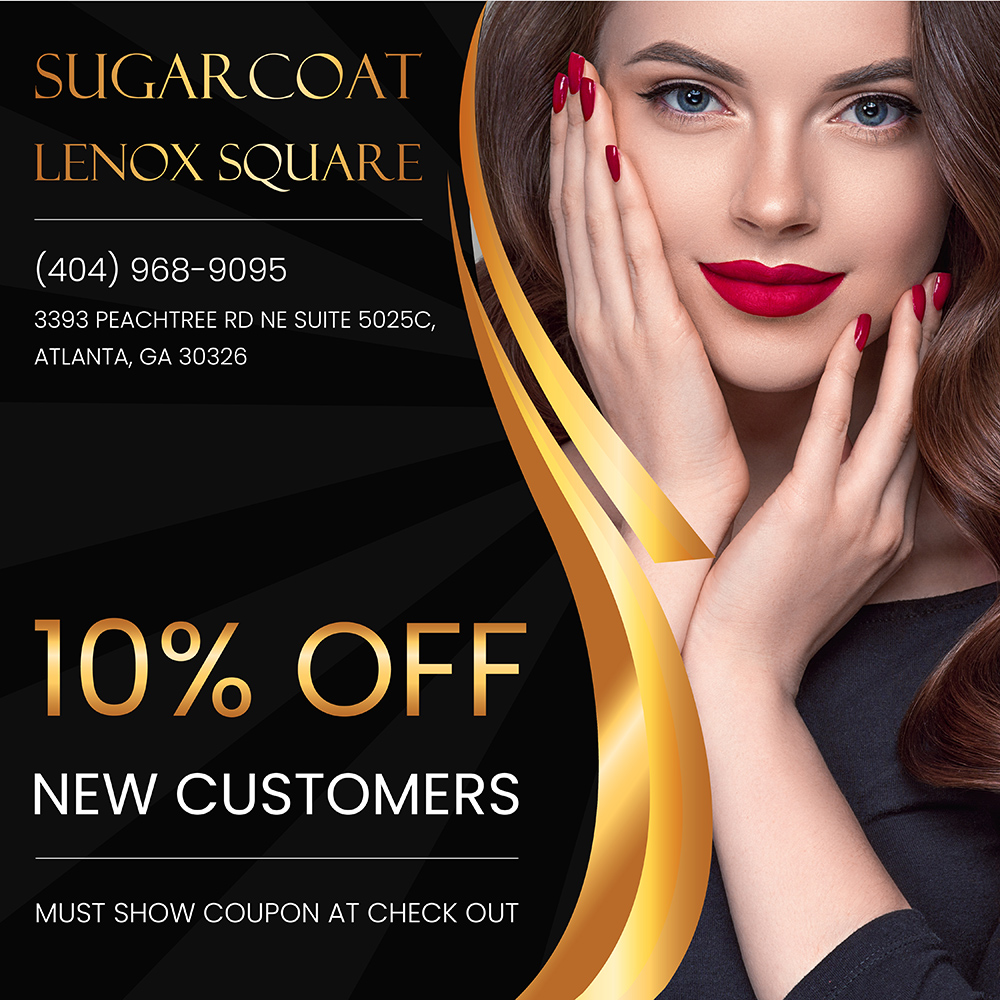 SUGARCOAT
LENOX SQUARE
(404) 968-9095
3393 PEACHTREE RD NE SUITE 5025C,
ATLANTA, GA 30326
10% OFF
NEW CUSTOMERS
MUST SHOW COUPON AT CHECK OUT